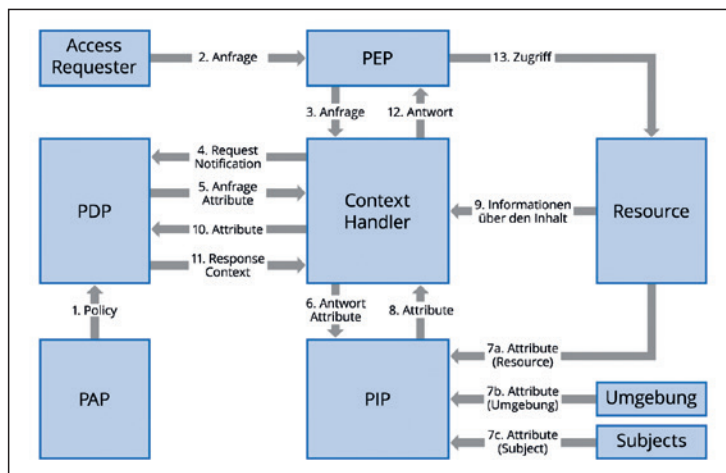 Access
Requester
2. Anfrage
PEP
13. Zugriff
3. Anfrage
12. Antwort
PDP
4. Request
Notification
5. Anfrage
Attribute
10. Attribute
11. Response
Context
Context
Handler
9. Informationen
über den Inhalt
Resource
1. Policy
6. Antwort
Attribute
8. Attribute
PAP
PIP
7a. Attribute
(Resource)
7b. Attribute
(Umgebung)
Umgebung
7c. Attribute
(Subject)
Subjects